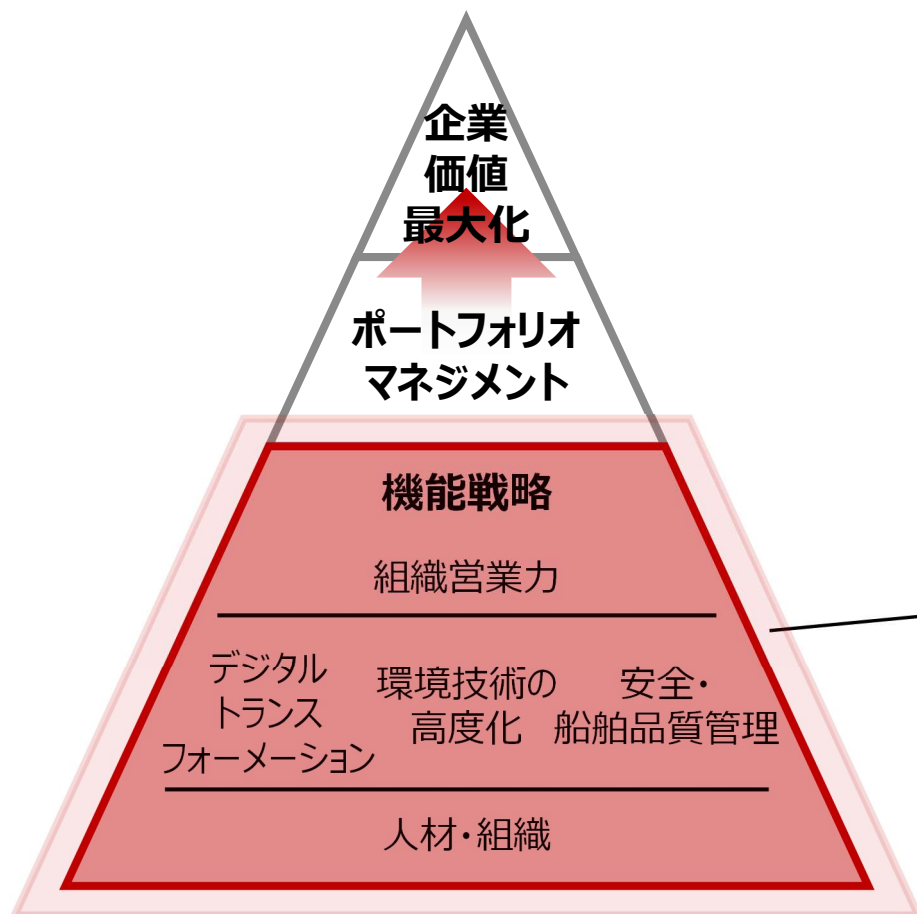 企業
価値
最大化
ポートフォリオ
マネジメント
機能戦略
組織営業力
デジタル
トランス
フォーメーション
環境技術の
高度化
安全・
船舶品質管理
人材・組織